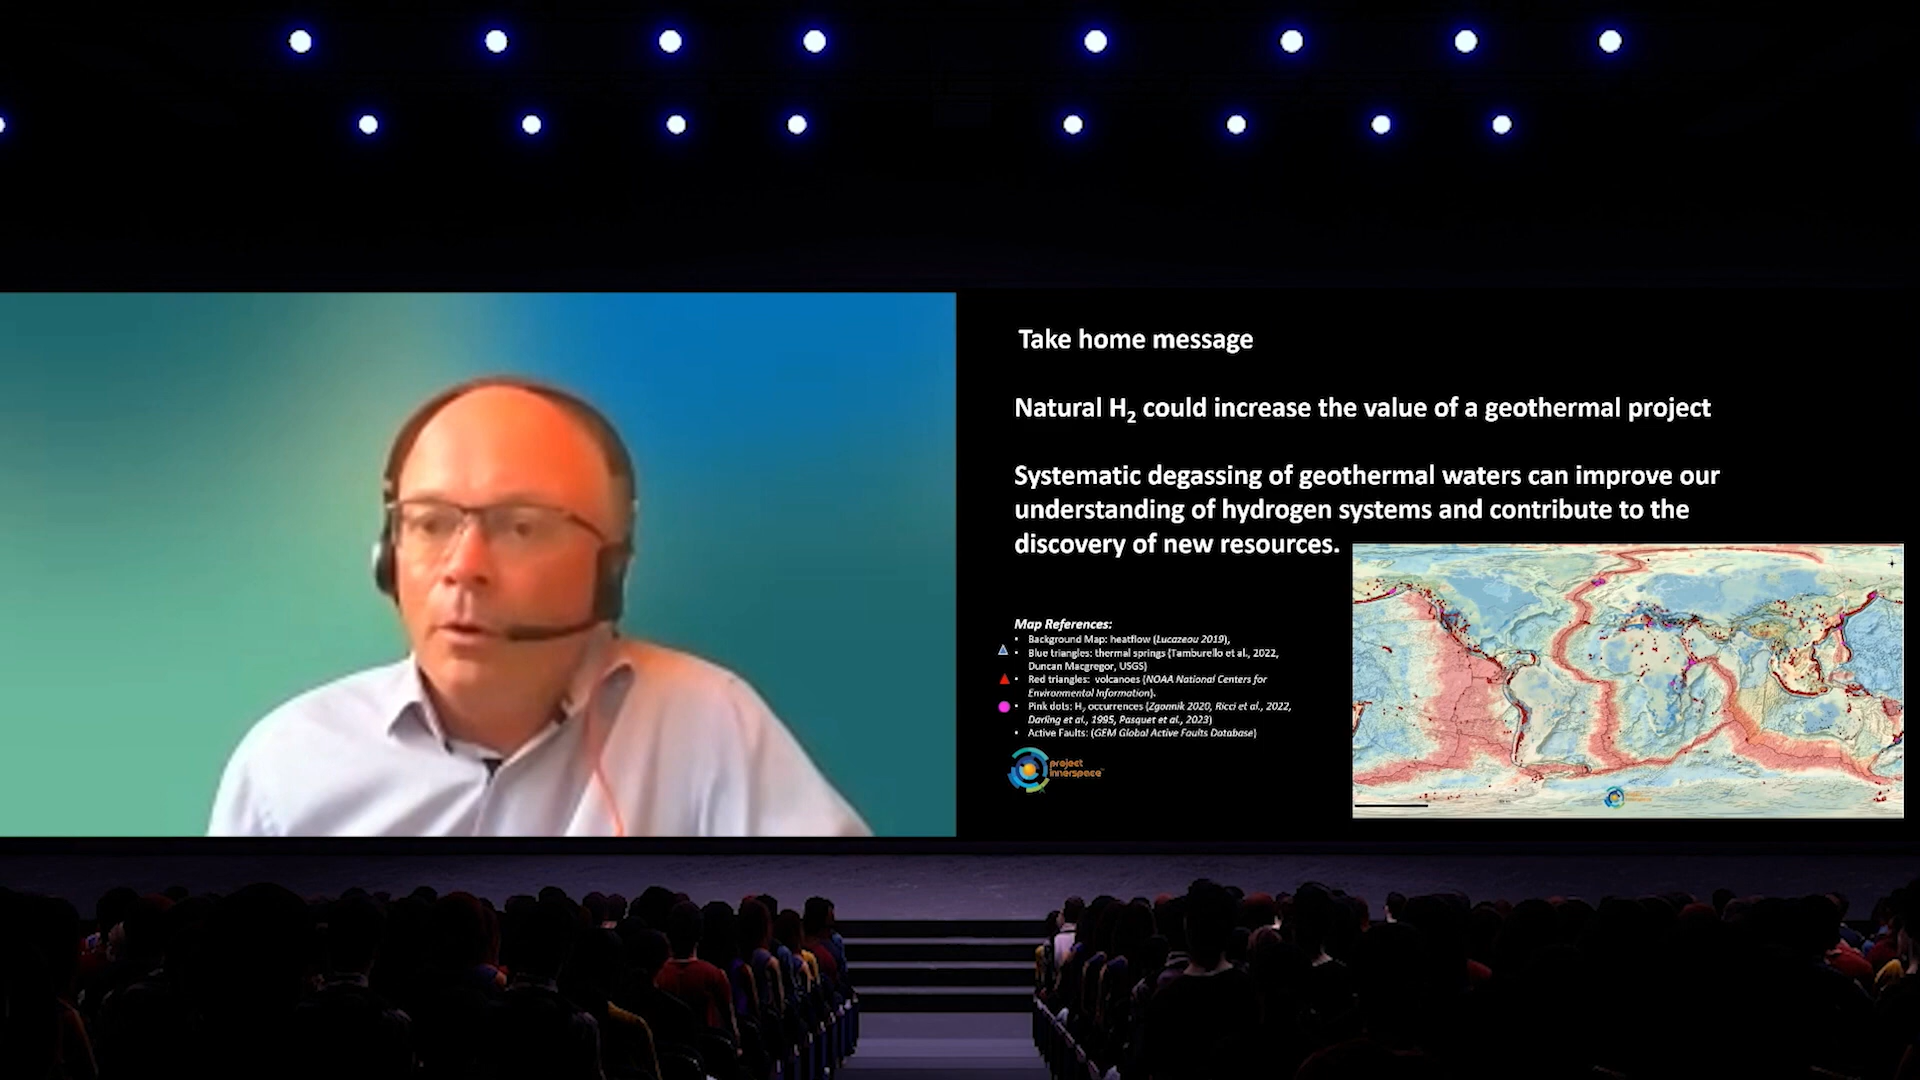 Take home message
Natural H₂ could increase the value of a geothermal project
Systematic degassing of geothermal waters can improve our
understanding of hydrogen systems and contribute to the
discovery of new resources.
Map References:
• Background Map: heatflow (Lucazeau 2019),
• Blue triangles: thermal springs (Tamburello et al., 2022,
Duncan Macgregor, USGS)
• Red triangles: volcanoes (NOAA National Centers for
Environmental Information).
• Pink dots: H₂ occurrences (Zgonnik 2020, Ricci et al., 2022,
Darling et al., 1995, Pasquet et al., 2023)
• Active Faults: (GEM Global Active Faults Database)
project
innerspace